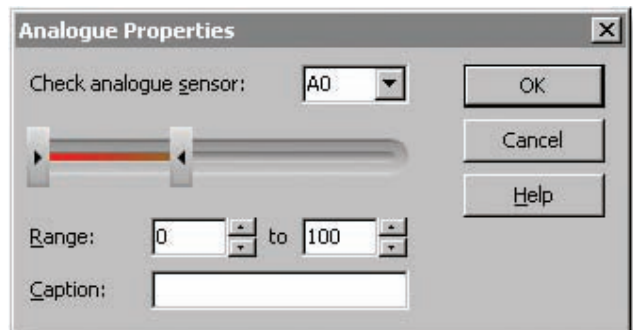 Analogue Properties
Check analogue sensor: A0
OK
Cancel
Help
Range: 0 to 100
Caption: